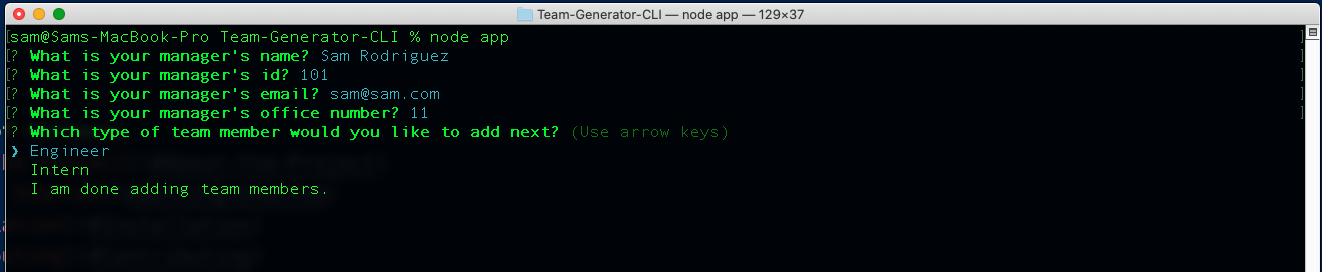 Team-Generator-CLI — node app — 129×37
[sam@Sams-MacBook-Pro Team-Generator-CLI % node app ]
[? What is your manager's name? Sam Rodriguez ]
[? What is your manager's id? 101 ]
[? What is your manager's email? sam@sam.com ]
[? What is your manager's office number? 11 ]
? Which type of team member would you like to add next? (Use arrow keys)
❯ Engineer
Intern
I am done adding team members.